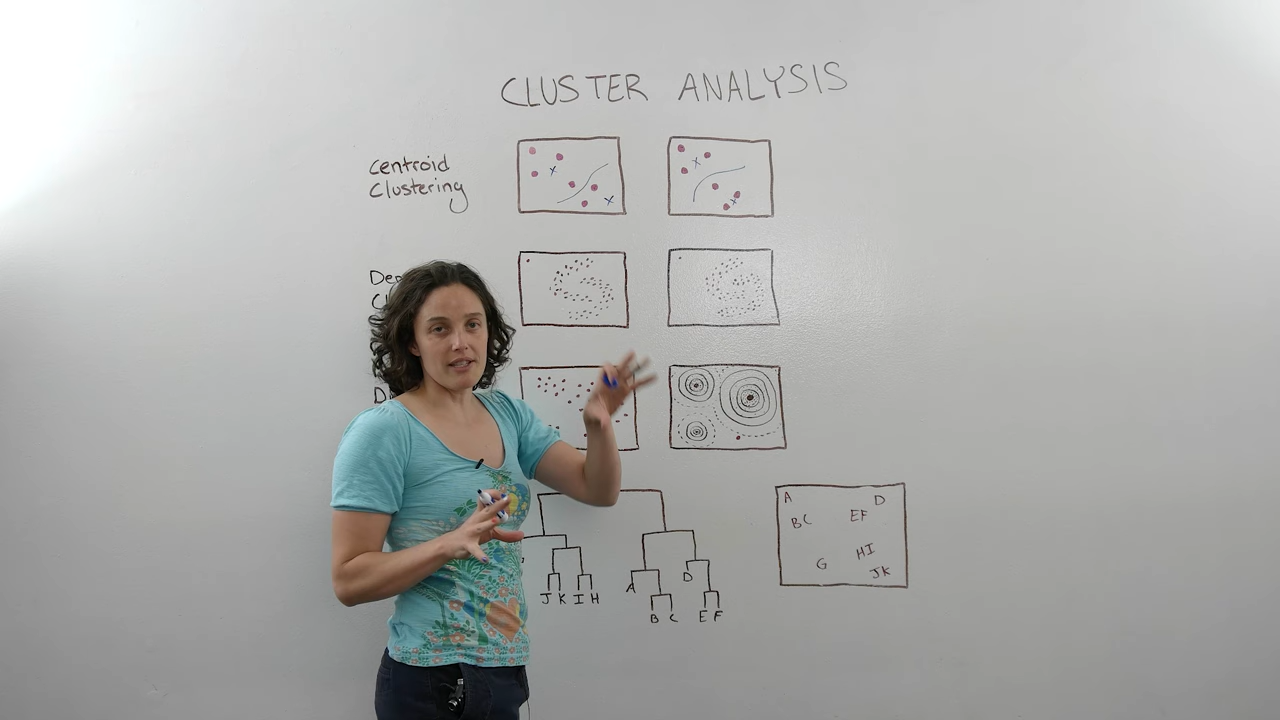 CLUSTER ANALYSIS
Centroid
Clustering
A D
BC EF
HI
G
JK
A D
J K I H
B C E F